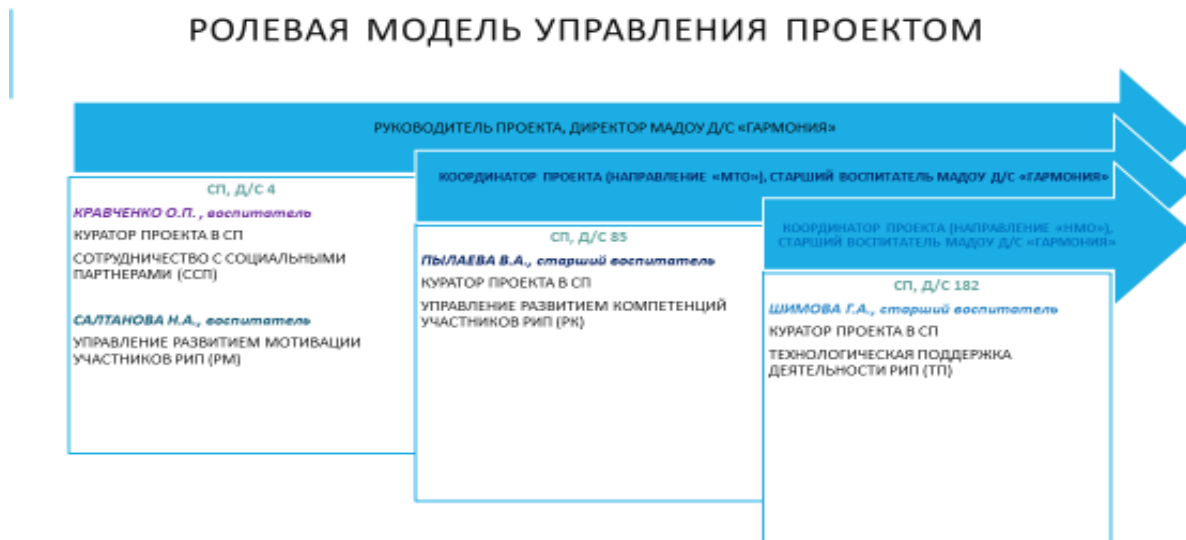 РОЛЕВАЯ МОДЕЛЬ УПРАВЛЕНИЯ ПРОЕКТОМ
РУКОВОДИТЕЛЬ ПРОЕКТА, ДИРЕКТОР МАДОУ Д/С «ГАРМОНИЯ»
СП, Д/С 4
КРАВЧЕНКО О.П. , воспитатель
КУРАТОР ПРОЕКТА В СП
СОТРУДНИЧЕСТВО С СОЦИАЛЬНЫМИ
ПАРТНЕРАМИ (ССП)
САЛТАНОВА Н.А., воспитатель
УПРАВЛЕНИЕ РАЗВИТИЕМ МОТИВАЦИИ
УЧАСТНИКОВ РИП (РМ)
КООРДИНАТОР ПРОЕКТА (НАПРАВЛЕНИЕ «МТО»), СТАРШИЙ ВОСПИТАТЕЛЬ МАДОУ Д/С «ГАРМОНИЯ»
СП, Д/С 85
ПЫЛАЕВА В.А., старший воспитатель
КУРАТОР ПРОЕКТА В СП
УПРАВЛЕНИЕ РАЗВИТИЕМ КОМПЕТЕНЦИЙ
УЧАСТНИКОВ РИП (РК)
КООРДИНАТОР ПРОЕКТА (НАПРАВЛЕНИЕ «НМО»),
СТАРШИЙ ВОСПИТАТЕЛЬ МАДОУ Д/С «ГАРМОНИЯ»
СП, Д/С 182
ШИМОВА Г.А., старший воспитатель
КУРАТОР ПРОЕКТА В СП
ТЕХНОЛОГИЧЕСКАЯ ПОДДЕРЖКА
ДЕЯТЕЛЬНОСТИ РИП (ТП)